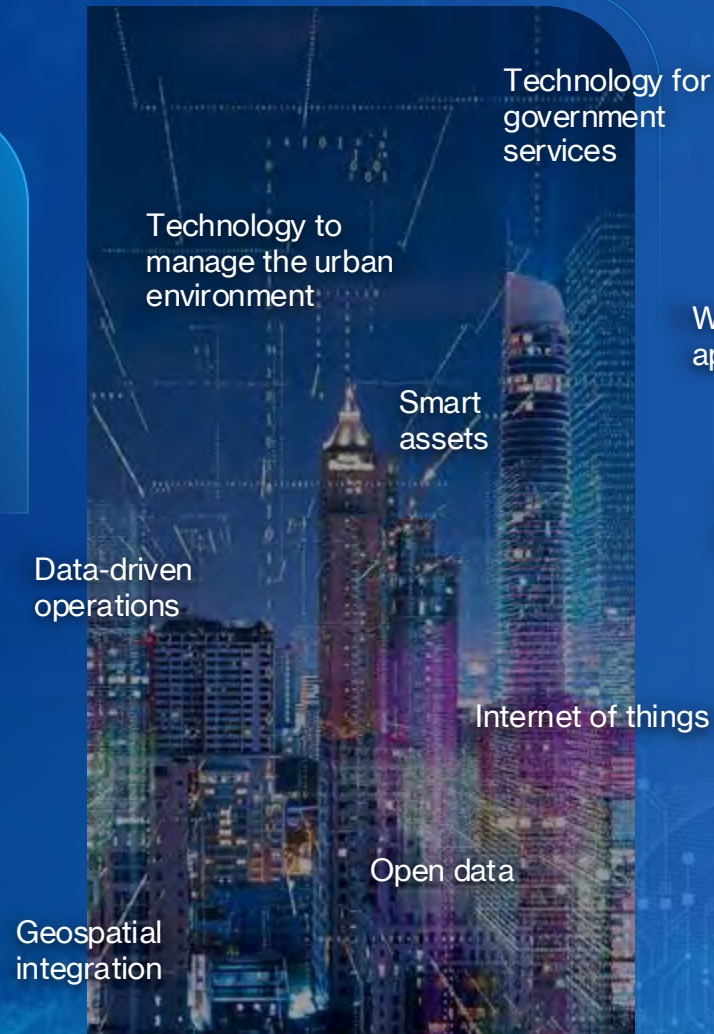 Technology for
government
services
Technology to
manage the urban
environment
Smart
assets
Data-driven
operations
Internet of things
Open data
Geospatial
integration